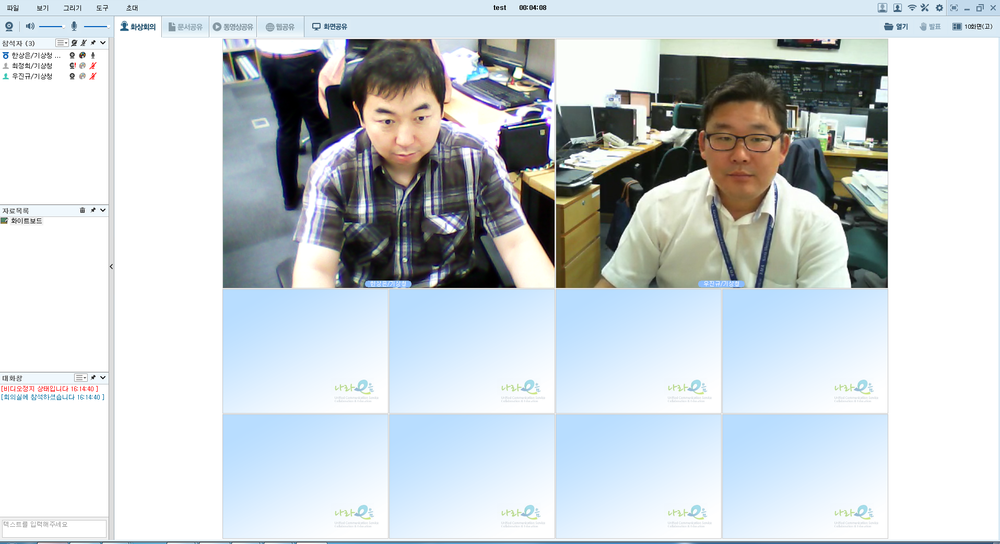 파일 보기 그리기 도구 초대 test 00:04:08
화상회의 문서공유 동영상공유 웹공유 화면공유 열기 발표 10화면(고)
참석자 (3)
한상은/기상청 ...
최정희/기상청
우진규/기상청
자료목록
화이트보드
대화창
[비디오정지 상태입니다 16:14:40 ]
[회의실에 참석하셨습니다 16:14:40 ]
텍스트를 입력해주세요
한상은/기상청
우진규/기상청
나라e음
Unified Communication Service
Collaboration & Education
나라e음
Unified Communication Service
Collaboration & Education
나라e음
Unified Communication Service
Collaboration & Education
나라e음
Unified Communication Service
Collaboration & Education
나라e음
Unified Communication Service
Collaboration & Education
나라e음
Unified Communication Service
Collaboration & Education
나라e음
Unified Communication Service
Collaboration & Education
나라e음
Unified Communication Service
Collaboration & Education